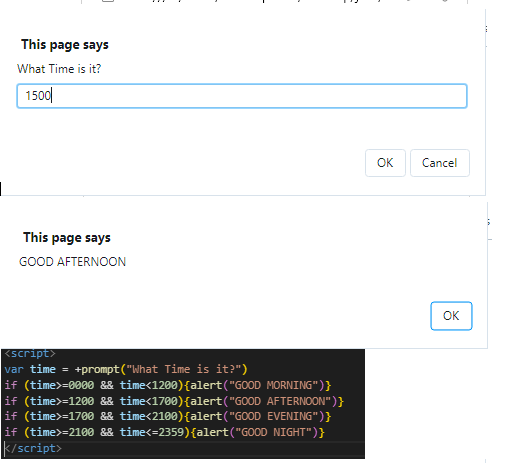 This page says
What Time is it?
1500
OK Cancel
This page says
GOOD AFTERNOON
OK
<script>
var time = +prompt("What Time is it?")
if (time>=0000 && time<1200){alert("GOOD MORNING")}
if (time>=1200 && time<1700){alert("GOOD AFTERNOON")}
if (time>=1700 && time<2100){alert("GOOD EVENING")}
if (time>=2100 && time<=2359){alert("GOOD NIGHT")}
</script>